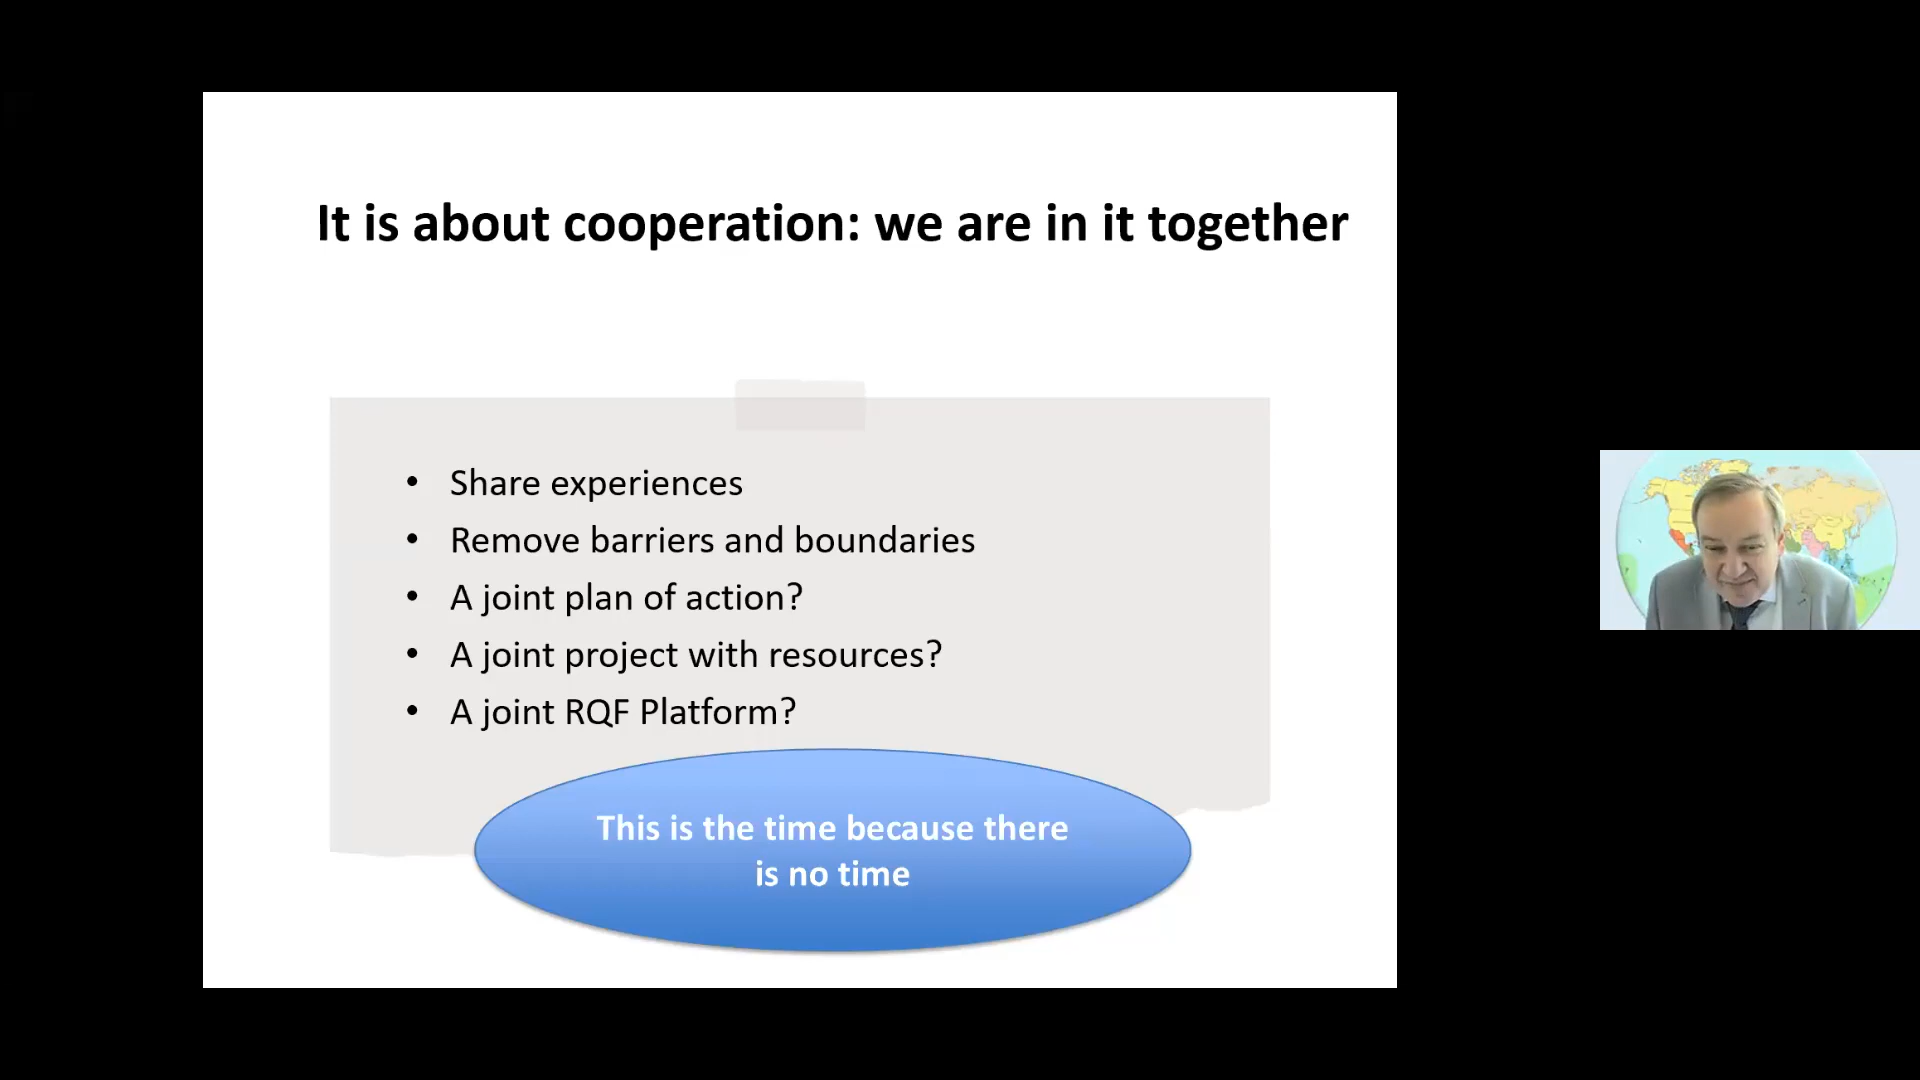 It is about cooperation: we are in it together
• Share experiences
• Remove barriers and boundaries
• A joint plan of action?
• A joint project with resources?
• A joint RQF Platform?
This is the time because there
is no time